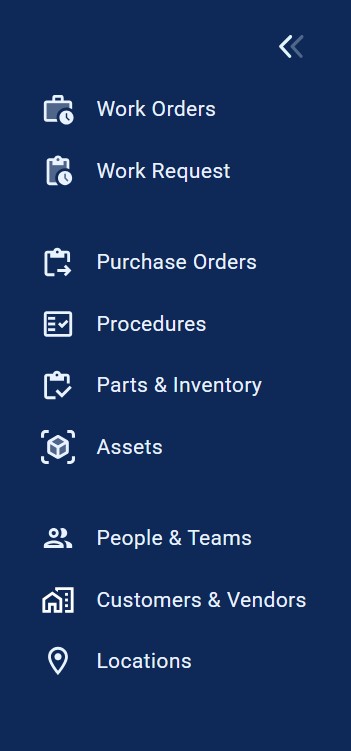 Work Orders
Work Request
Purchase Orders
Procedures
Parts & Inventory
Assets
People & Teams
Customers & Vendors
Locations